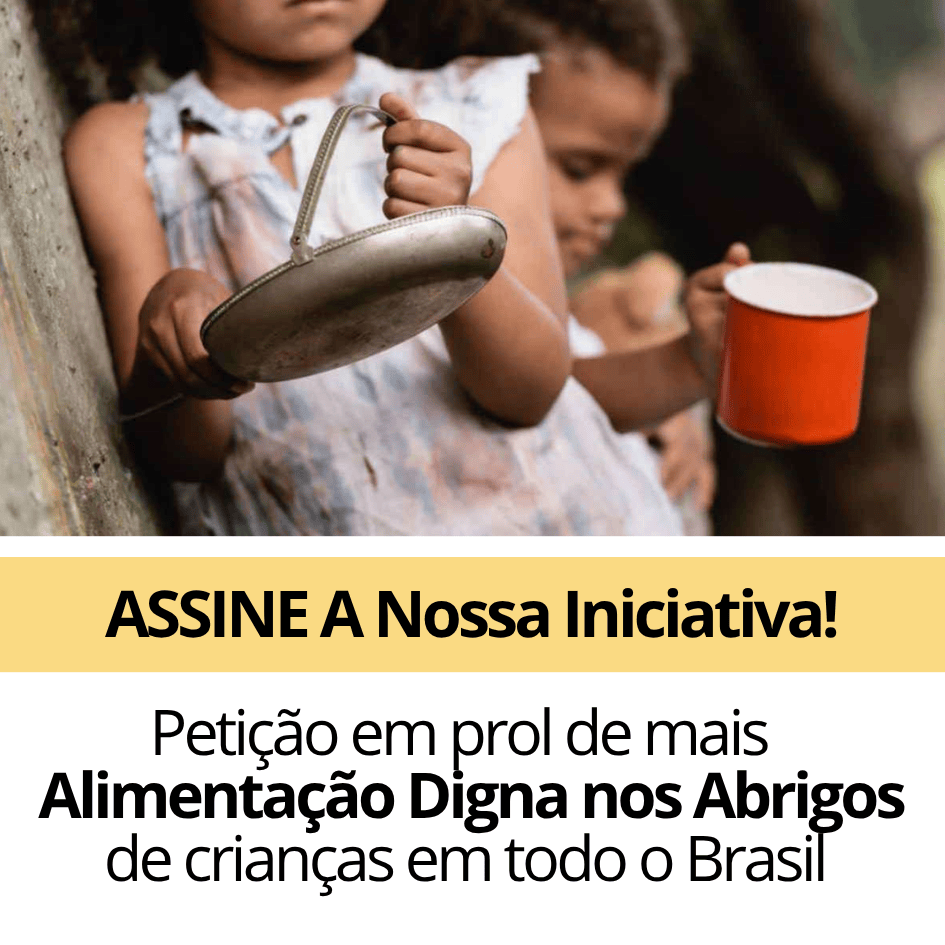 ASSINE A Nossa Iniciativa!
Petição em prol de mais
Alimentação Digna nos Abrigos
de crianças em todo o Brasil